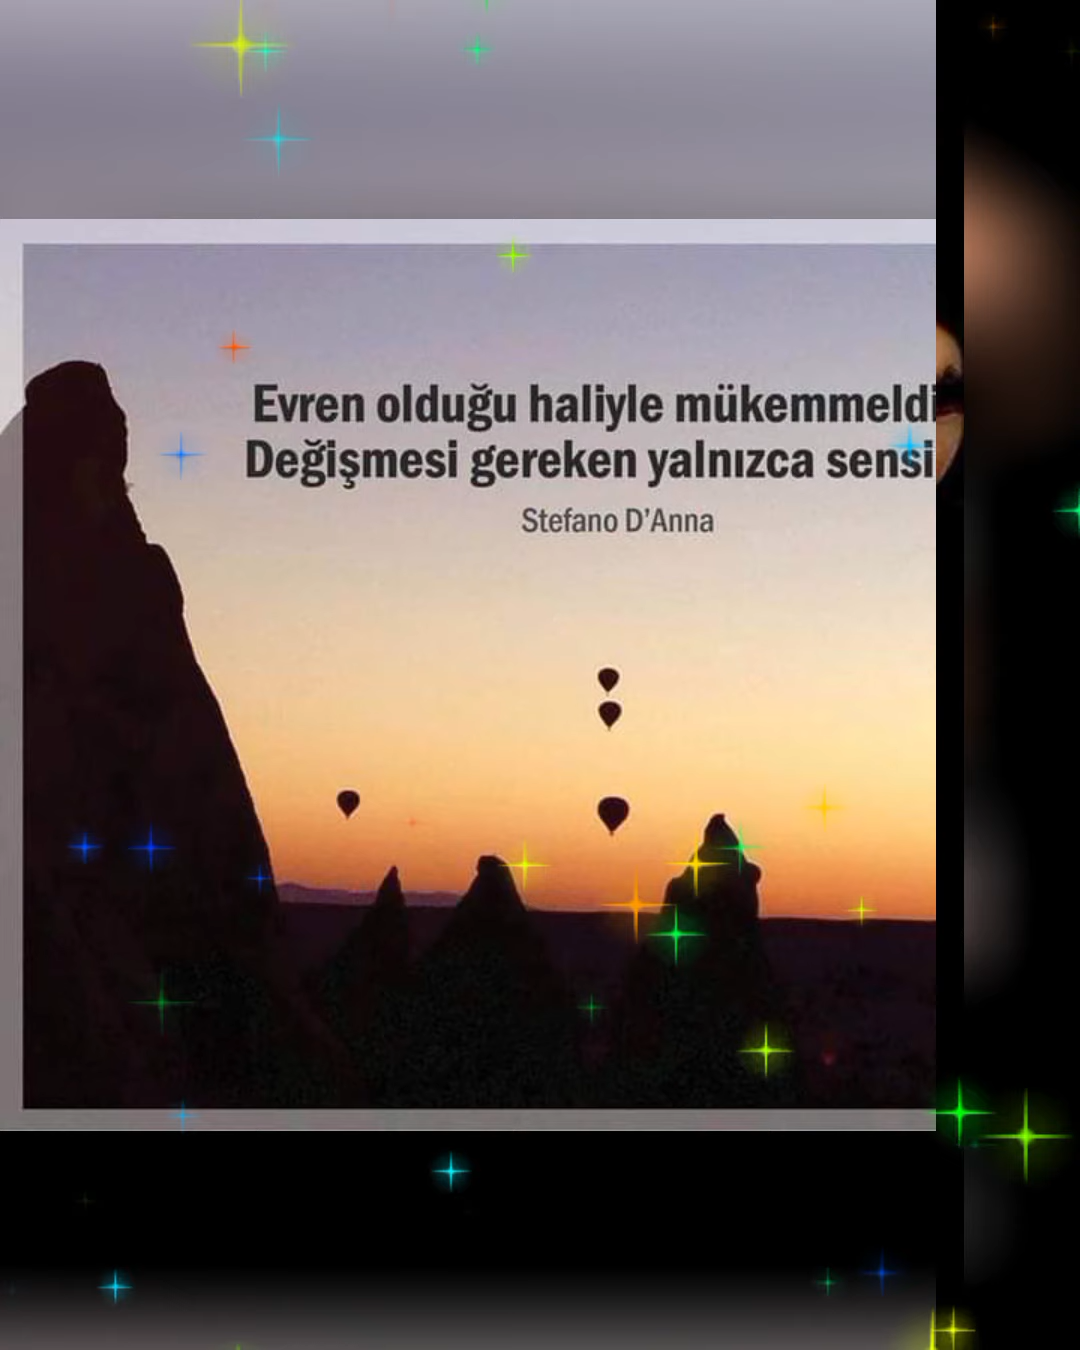 Evren olduğu haliyle mükemmeldi
Değişmesi gereken yalnızca sensi
Stefano D'Anna